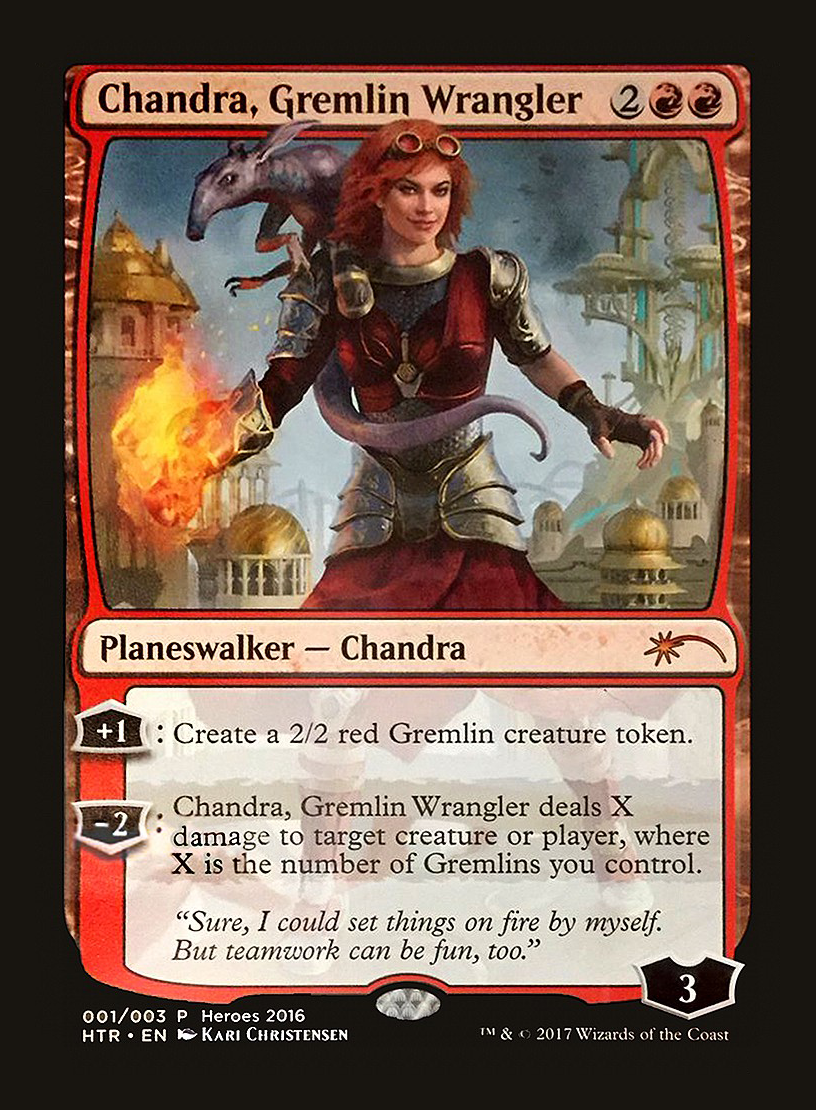 Chandra, Gremlin Wrangler 2
Planeswalker — Chandra
+1 : Create a 2/2 red Gremlin creature token.
-2 : Chandra, Gremlin Wrangler deals X
damage to target creature or player, where
X is the number of Gremlins you control.
“Sure, I could set things on fire by myself.
But teamwork can be fun, too.”
3
001/003 P Heroes 2016
HTR • EN Kari Christensen
™ & © 2017 Wizards of the Coast